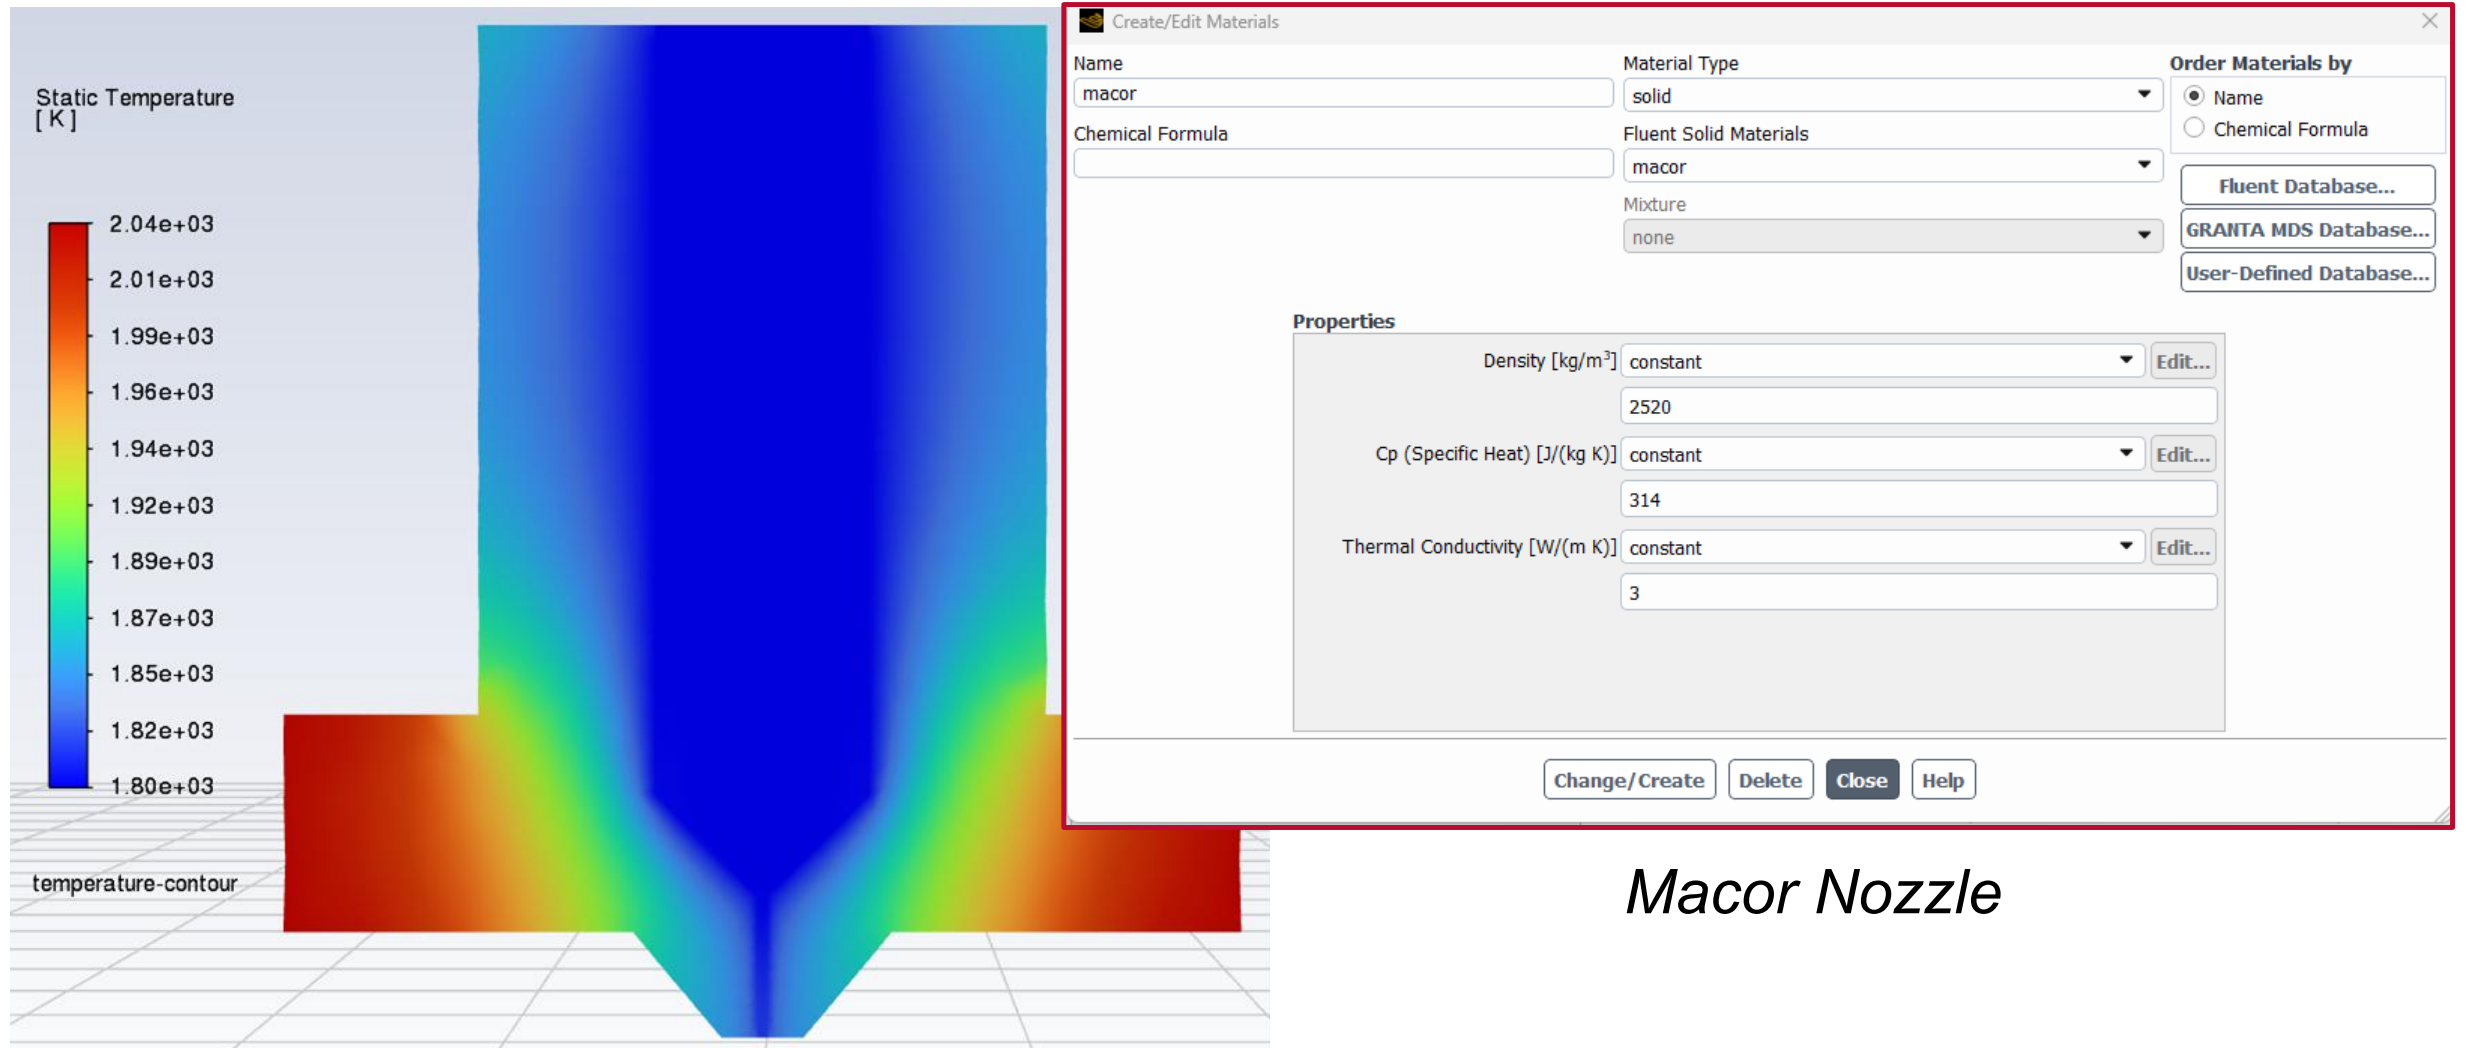 Static Temperature
[ K ]
2.04e+03
2.01e+03
1.99e+03
1.96e+03
1.94e+03
1.92e+03
1.89e+03
1.87e+03
1.85e+03
1.82e+03
1.80e+03
temperature-contour
Create/Edit Materials
Name
macor
Chemical Formula
Material Type
solid
Fluent Solid Materials
macor
Mixture
none
Order Materials by
Name
Chemical Formula
Fluent Database...
GRANTA MDS Database...
User-Defined Database...
Properties
Density [kg/m³] constant Edit...
2520
Cp (Specific Heat) [J/(kg K)] constant Edit...
314
Thermal Conductivity [W/(m K)] constant Edit...
3
Change/Create Delete Close Help
Macor Nozzle